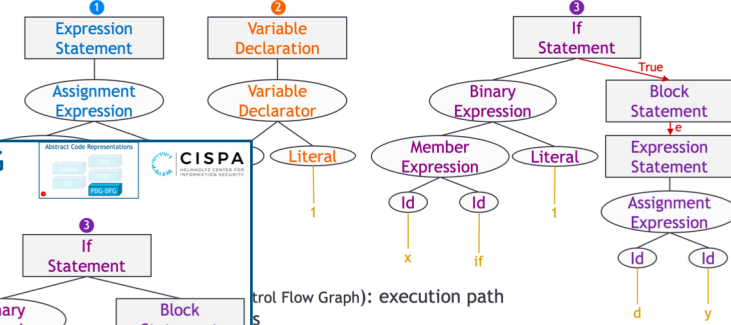 1
2
3
Expression
Statement
Variable
Declaration
If
Statement
True
Assignment
Expression
Variable
Declarator
Binary
Expression
Block
Statement
e
Literal
Member
Expression
Literal
Expression
Statement
1
Id
Id
1
Assignment
Expression
x
if
Id
Id
d
y
G
Abstract Code Representations
PDG-DFG
CISPA
HELMHOLTZ CENTER FOR
INFORMATION SECURITY
3
If
Statement
Block
trol Flow Graph): execution path
s